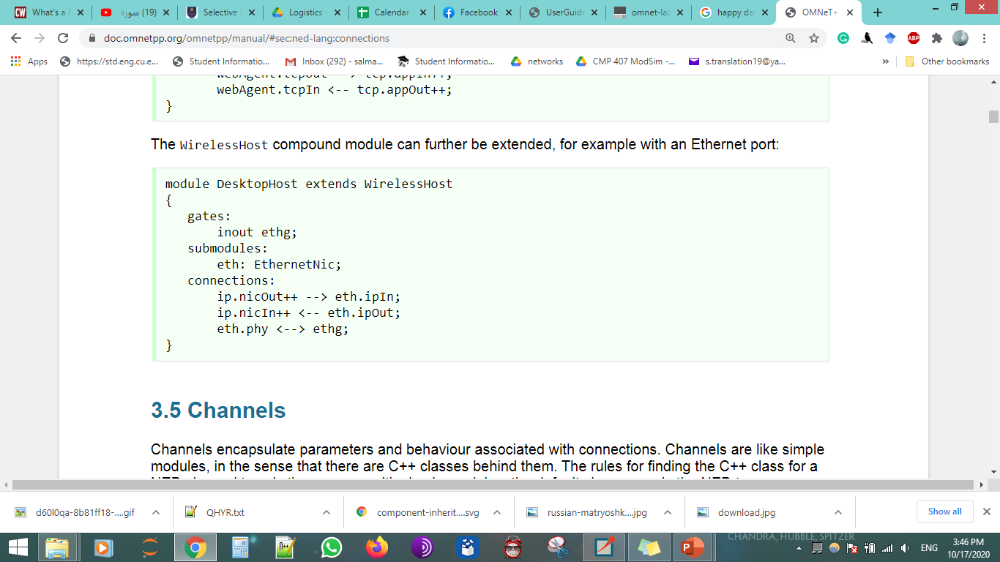 What's a
(19) سورة
Selective
Logistics -
Calendar
Facebook
UserGuide
omnet-lab
happy da
OMNeT+
doc.omnetpp.org/omnetpp/manual/#sec:ned-lang:connections
Apps
https://std.eng.cu.e...
Student Informatio...
Inbox (292) - salma...
Student Informatio...
networks
CMP 407 ModSim -...
s.translation19@ya...
»
Other bookmarks
webAgent.tcpIn <-- tcp.appOut++;
}
The WirelessHost compound module can further be extended, for example with an Ethernet port:
module DesktopHost extends WirelessHost
{
gates:
inout ethg;
submodules:
eth: EthernetNic;
connections:
ip.nicOut++ --> eth.ipIn;
ip.nicIn++ <-- eth.ipOut;
eth.phy <--> ethg;
}
3.5 Channels
Channels encapsulate parameters and behaviour associated with connections. Channels are like simple
modules, in the sense that there are C++ classes behind them. The rules for finding the C++ class for a
d60l0qa-8b81ff18-....gif
QHYR.txt
component-inherit....svg
russian-matryoshk....jpg
download.jpg
Show all
CHANDRA, HUBBLE, SPITZER
ENG
3:46 PM
10/17/2020